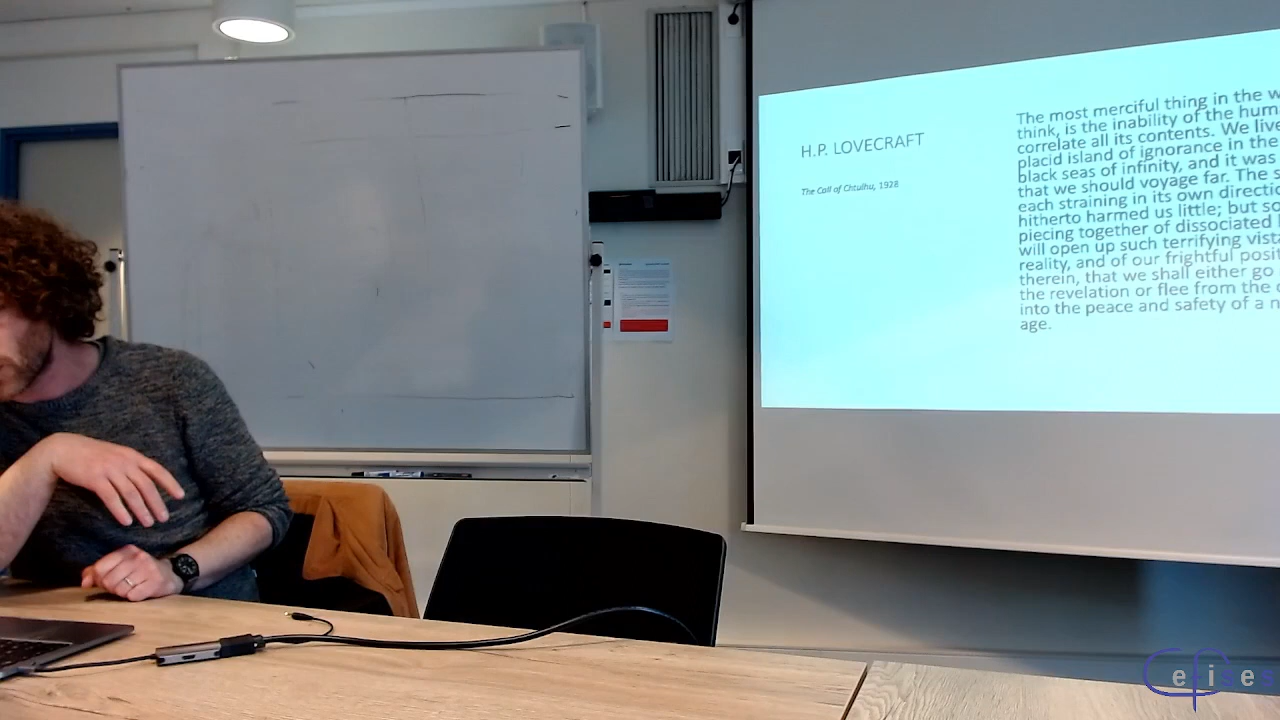 H.P. LOVECRAFT
The Call of Chtulhu, 1928
The most merciful thing in the w
think, is the inability of the hum
correlate all its contents. We live
placid island of ignorance in the
black seas of infinity, and it was
that we should voyage far. The s
each straining in its own directio
hitherto harmed us little; but so
piecing together of dissociated
will open up such terrifying vista
reality, and of our frightful posit
therein, that we shall either go
the revelation or flee from the
into the peace and safety of a n
age.
Cefises